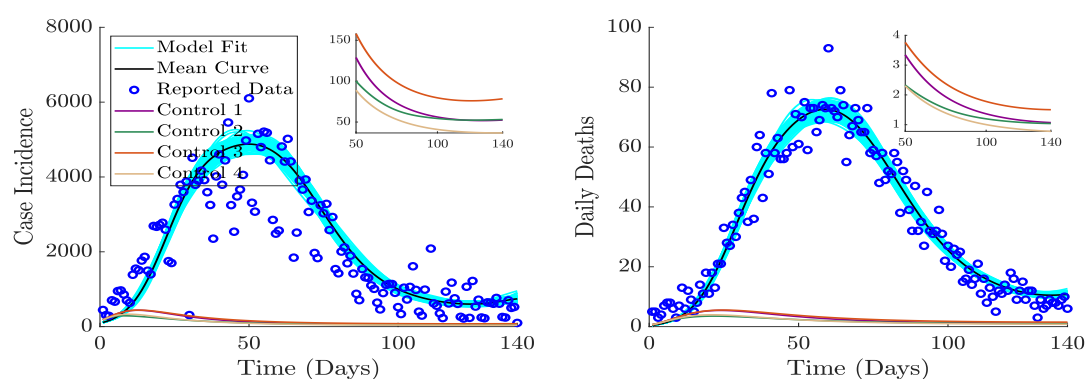 8000
6000
4000
2000
0
Case Incidence
Model Fit
Mean Curve
Reported Data
Control 1
Control 2
Control 3
Control 4
150
100
50
50
100
140
0
50
100
140
Time (Days)
100
80
60
40
20
0
Daily Deaths
4
3
2
1
50
100
140
0
50
100
140
Time (Days)